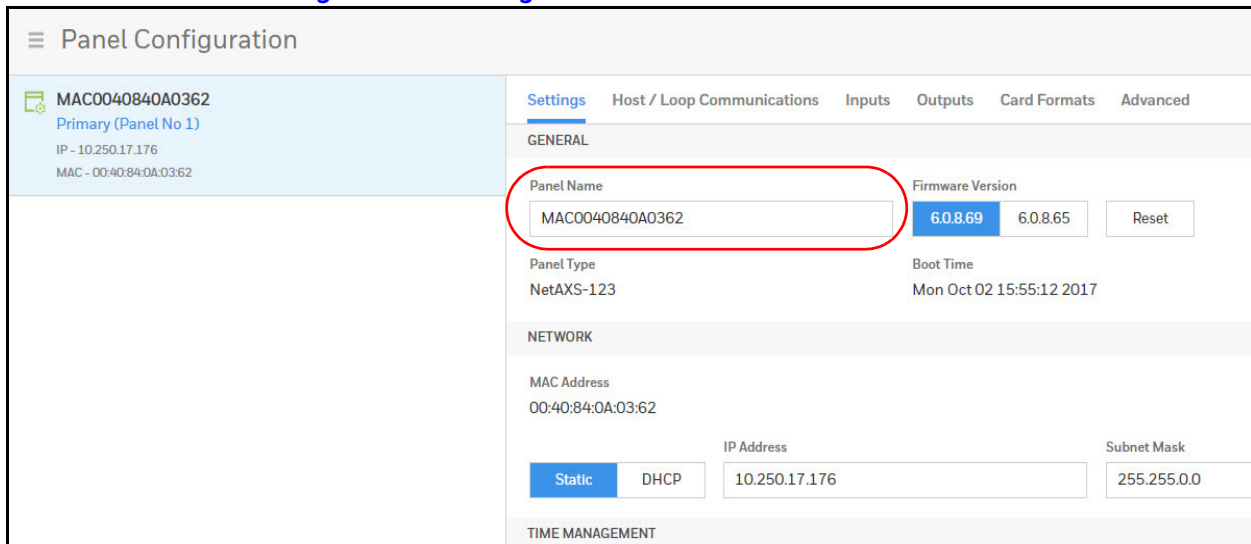 Panel Configuration
MAC0040840A0362
Primary (Panel No 1)
IP - 10.250.17.176
MAC - 00:40:84:0A:03:62
Settings Host / Loop Communications Inputs Outputs Card Formats Advanced
GENERAL
Panel Name Firmware Version
MAC0040840A0362 6.0.8.69 6.0.8.65 Reset
Panel Type Boot Time
NetAXS-123 Mon Oct 02 15:55:12 2017
NETWORK
MAC Address
00:40:84:0A:03:62
IP Address Subnet Mask
Static DHCP 10.250.17.176 255.255.0.0
TIME MANAGEMENT